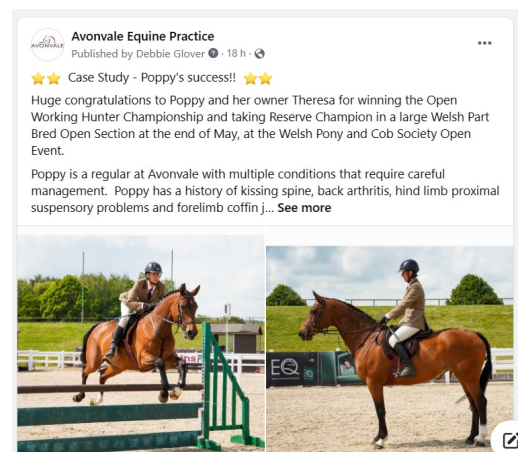 Avonvale Equine Practice
AVONVALE
Published by Debbie Glover · 18 h ·
Case Study - Poppy's success!!
Huge congratulations to Poppy and her owner Theresa for winning the Open
Working Hunter Championship and taking Reserve Champion in a large Welsh Part
Bred Open Section at the end of May, at the Welsh Pony and Cob Society Open
Event.
Poppy is a regular at Avonvale with multiple conditions that require careful
management. Poppy has a history of kissing spine, back arthritis, hind limb proximal
suspensory problems and forelimb coffin j... See more
EQ